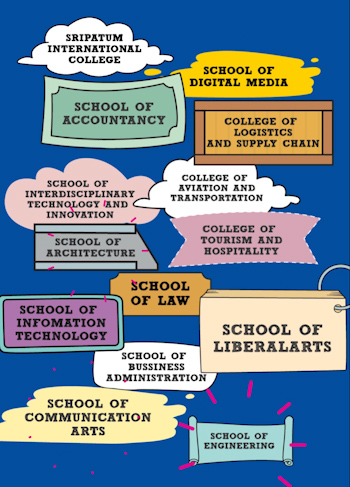 SRIPATUM
INTERNATIONAL
COLLEGE
SCHOOL OF
DIGITAL MEDIA
SCHOOL OF
ACCOUNTANCY
COLLEGE OF
LOGISTICS
AND SUPPLY CHAIN
SCHOOL OF
INTERDISCIPLINARY
TECHNOLOGY AND
INNOVATION
COLLEGE OF
AVIATION AND
TRANSPORTATION
SCHOOL OF
ARCHITECTURE
COLLEGE OF
TOURISM AND
HOSPITALITY
SCHOOL
OF LAW
SCHOOL OF
INFOMATION
TECHNOLOGY
SCHOOL OF
LIBERALARTS
SCHOOL OF
BUSSINESS
ADMINISTRATION
SCHOOL OF
COMMUNICATION
ARTS
SCHOOL OF
ENGINEERING